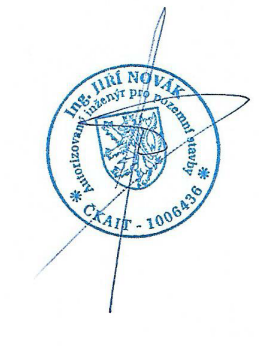 Ing. JIŘÍ NOVÁK
Autorizovaný inženýr pro pozemní stavby
* ČKAIT - 1006436 *